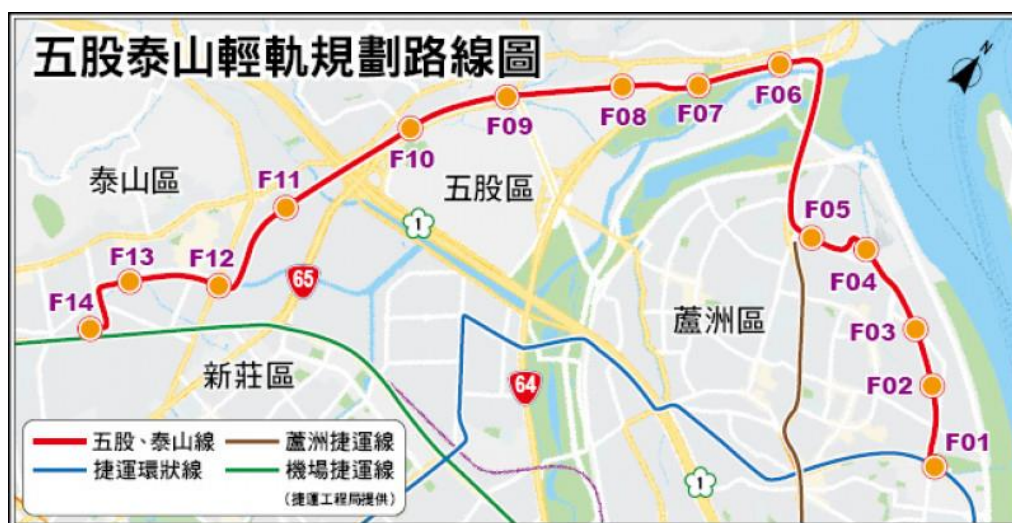 五股泰山輕軌規劃路線圖
N
F06
F07
F08
F09
F10
泰山區
F11
五股區
1
F05
F13
F12
65
F04
F14
蘆洲區
F03
新莊區
64
F02
F01
五股、泰山線
蘆洲捷運線
捷運環狀線
機場捷運線
(捷運工程局提供)
1